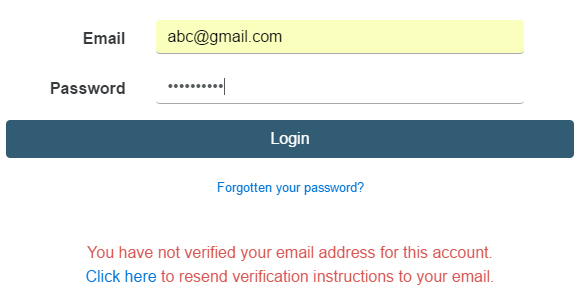 Email abc@gmail.com
Password ••••••••••
Login
Forgotten your password?
You have not verified your email address for this account.
Click here to resend verification instructions to your email.